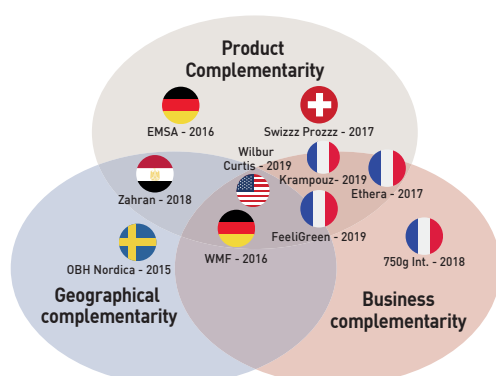 Product
Complementarity
EMSA - 2016
Swizzz Prozzz - 2017
Wilbur
Curtis - 2019
Krampouz - 2019
Ethera - 2017
Zahran - 2018
FeeliGreen - 2019
WMF - 2016
OBH Nordica - 2015
750g Int. - 2018
Geographical
complementarity
Business
complementarity